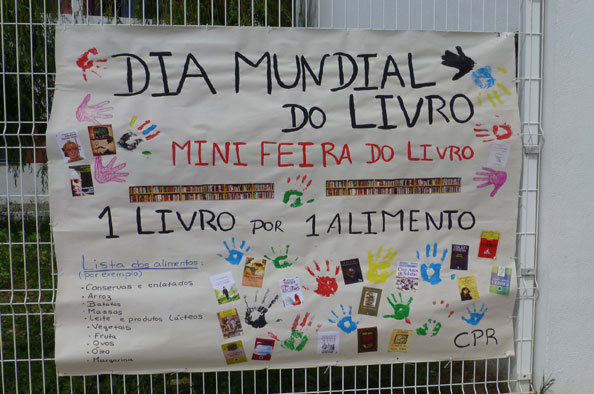 DIA MUNDIAL
DO LIVRO
MINI FEIRA DO LIVRO
1 LIVRO POR 1 ALIMENTO
Lista dos alimentos:
(por exemplo)
• Conservas e enlatados
• Arroz
• Batatas
• Massas
• Leite e produtos lácteos
• Vegetais
• Fruta
• Ovos
• Óleo
• Margarina
CPR